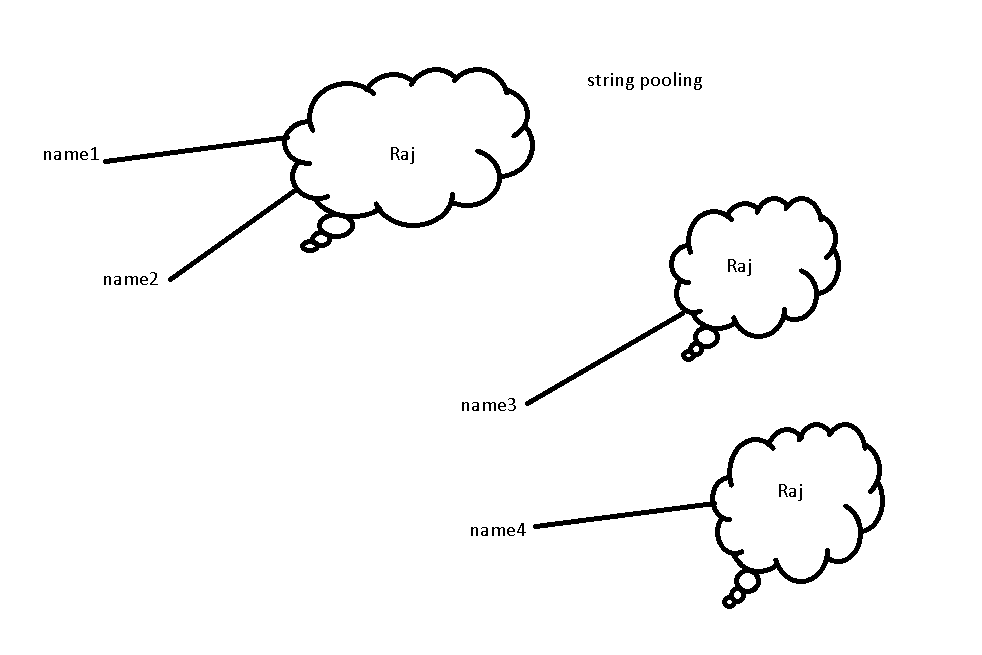 string pooling
name1
Raj
name2
Raj
name3
Raj
name4